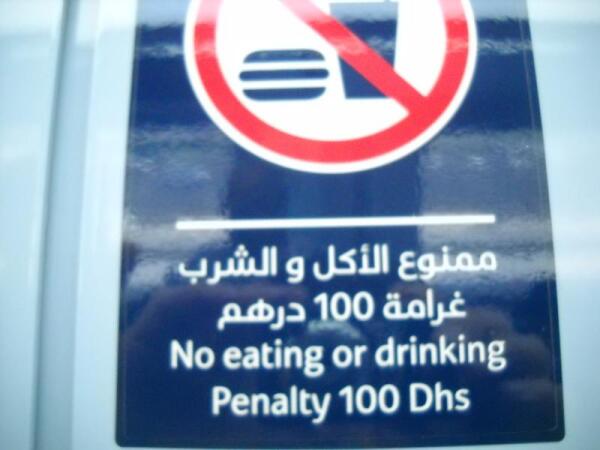 ممنوع الأكل و الشرب
غرامة 100 درهم
No eating or drinking
Penalty 100 Dhs